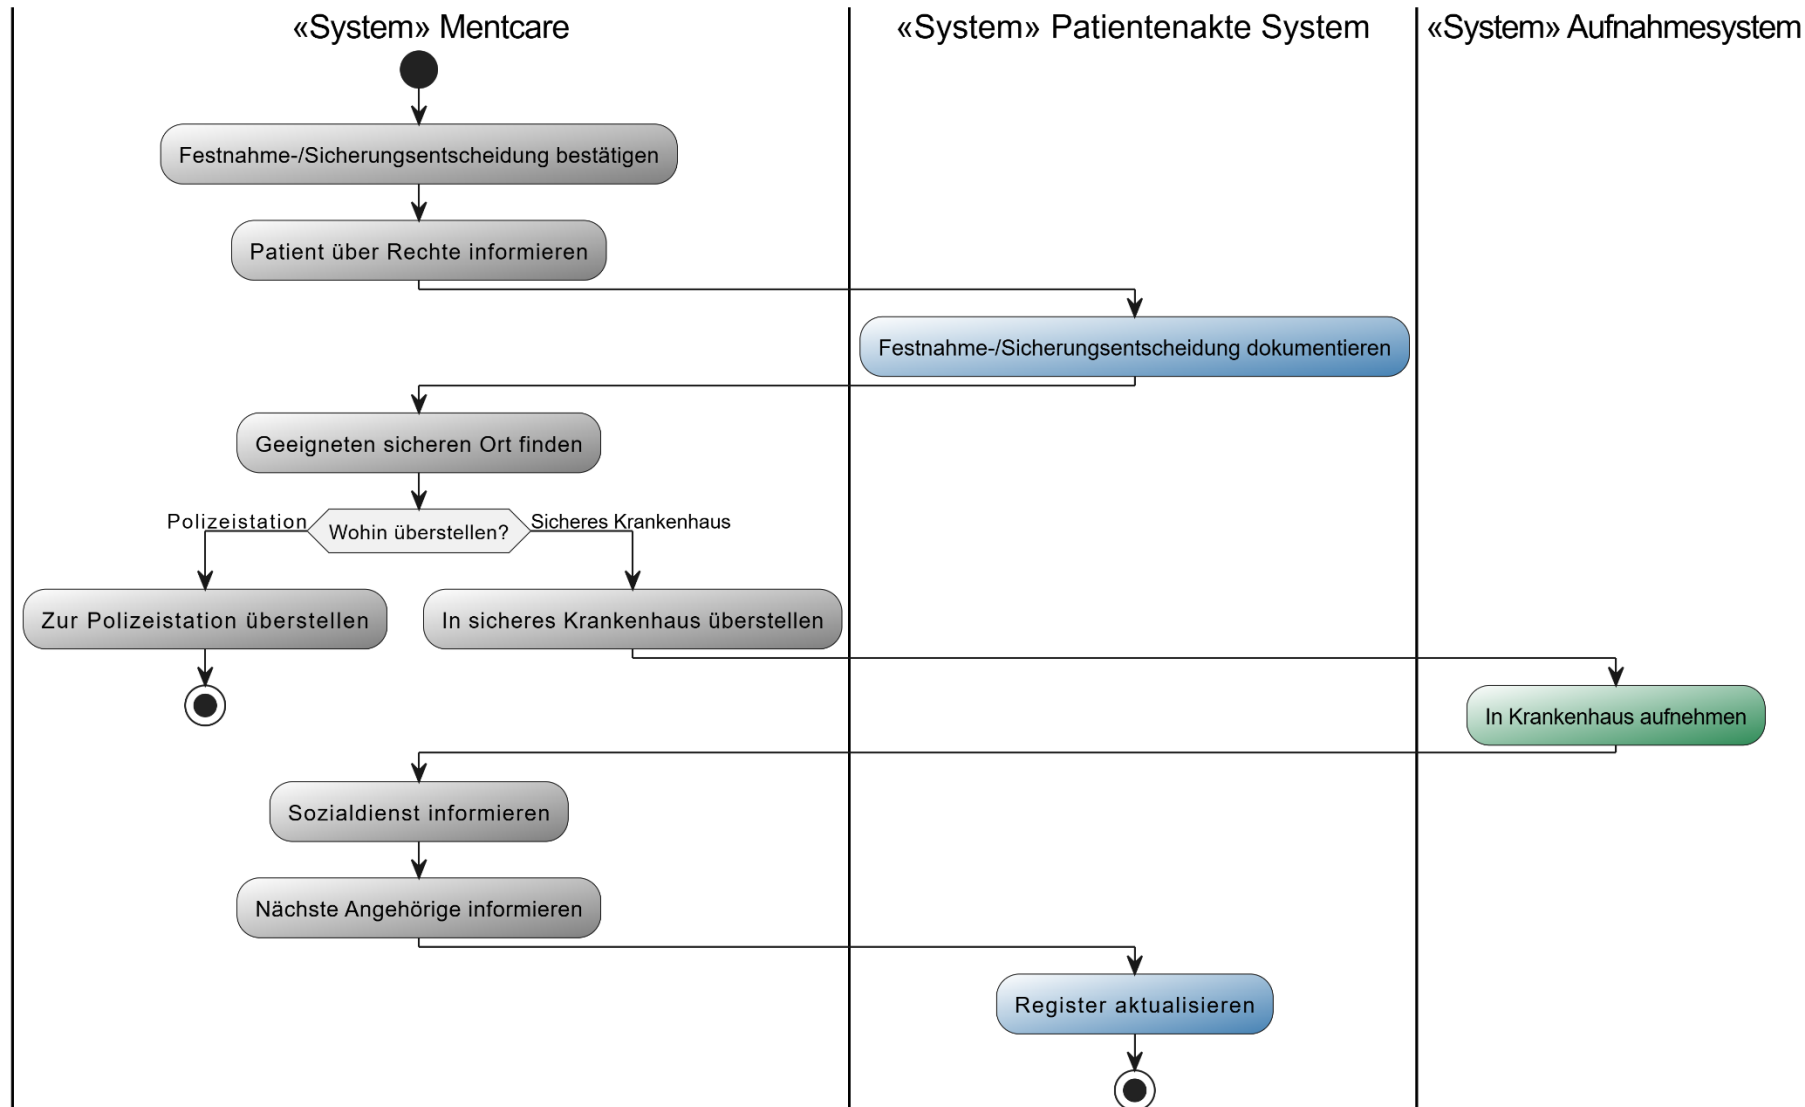 «System» Mentcare
«System» Patientenakte System
«System» Aufnahmesystem
Festnahme-/Sicherungsentscheidung bestätigen
Patient über Rechte informieren
Festnahme-/Sicherungsentscheidung dokumentieren
Geeigneten sicheren Ort finden
Polizeistation
Wohin überstellen?
Sicheres Krankenhaus
Zur Polizeistation überstellen
In sicheres Krankenhaus überstellen
In Krankenhaus aufnehmen
Sozialdienst informieren
Nächste Angehörige informieren
Register aktualisieren